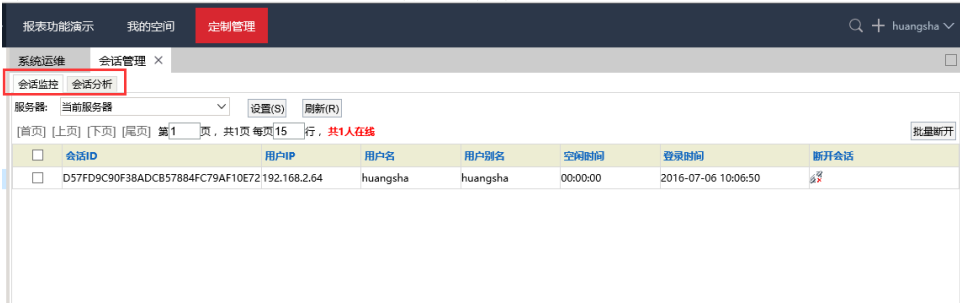 报表功能演示 我的空间 定制管理 huangsha
系统运维 会话管理
会话监控 会话分析
服务器: 当前服务器 设置(S) 刷新(R)
[首页] [上页] [下页] [尾页] 第1 页，共1页 每页15 行，共1人在线 批量断开
会话ID 用户IP 用户名 用户别名 空闲时间 登录时间 断开会话
D57FD9C90F38ADCB57884FC79AF10E72 192.168.2.64 huangsha huangsha 00:00:00 2016-07-06 10:06:50